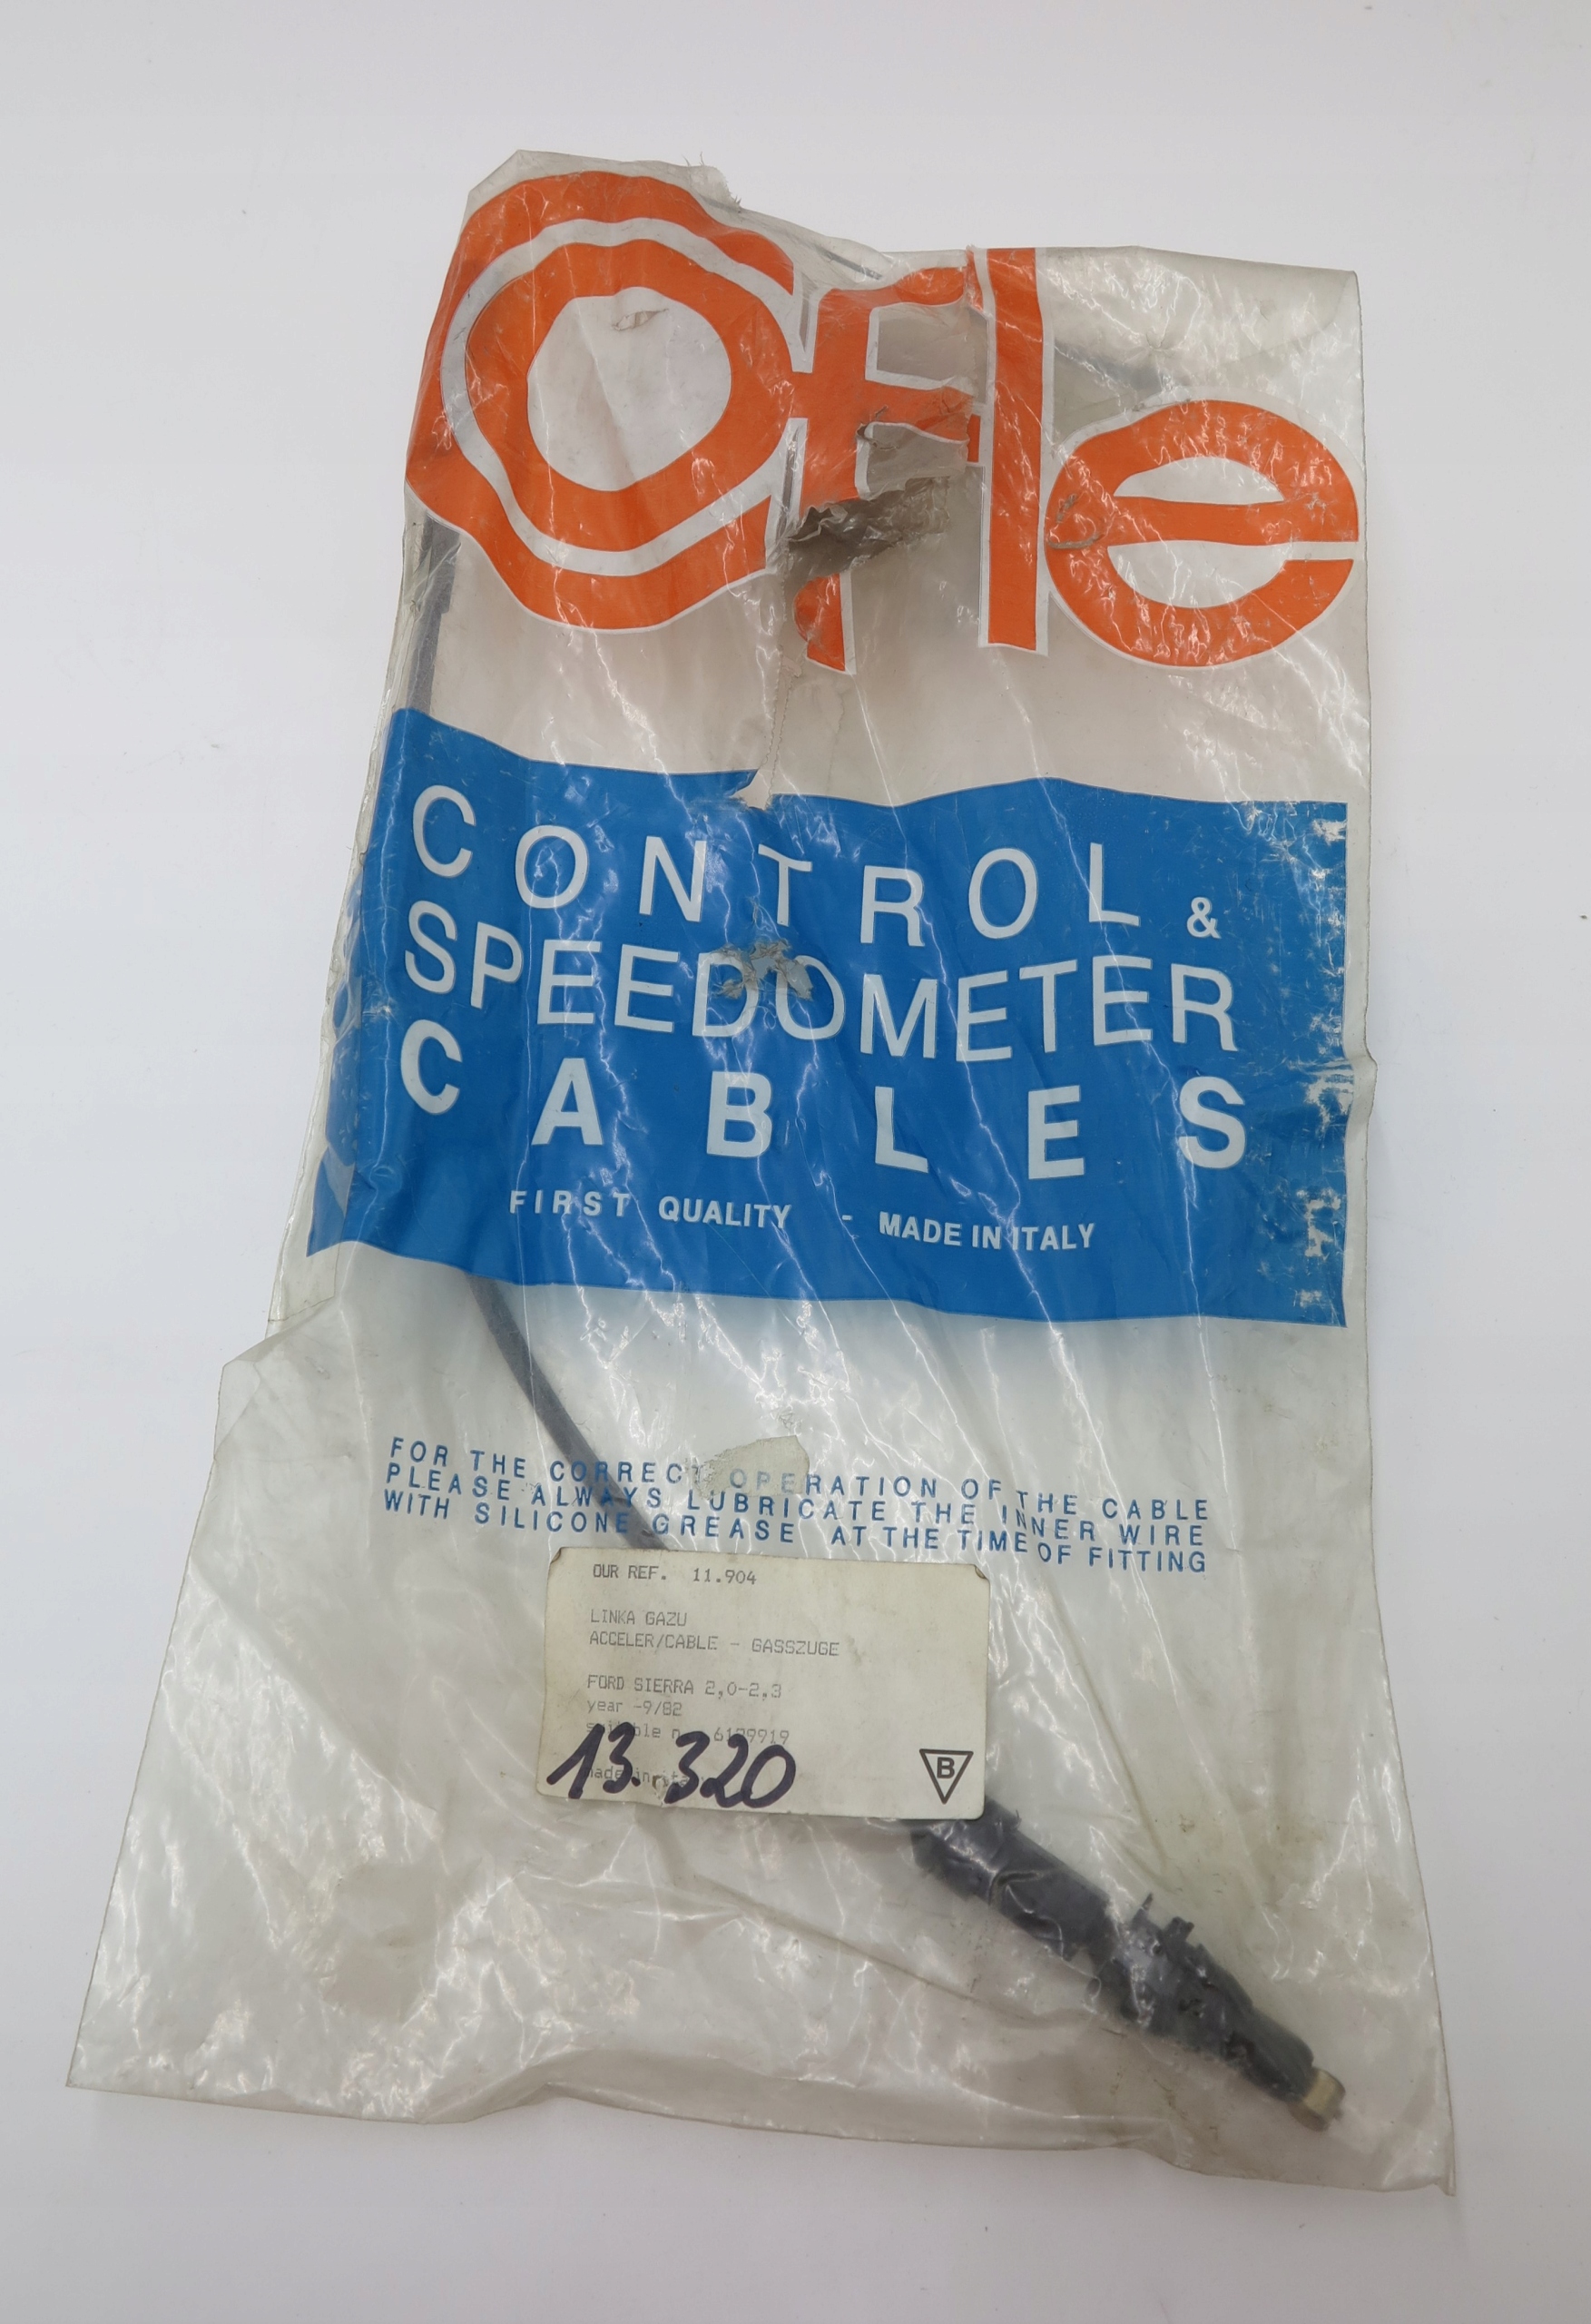 Cofle
CONTROL &
SPEEDOMETER
CABLES
FIRST QUALITY - MADE IN ITALY
FOR THE CORRECT OPERATION OF THE CABLE
PLEASE ALWAYS LUBRICATE THE INNER WIRE
WITH SILICONE GREASE AT THE TIME OF FITTING
OUR REF. 11.904
LINKA GAZU
ACCELER/CABLE - GASSZUGE
FORD SIERRA 2,0-2,3
year -9/82
13.320
B